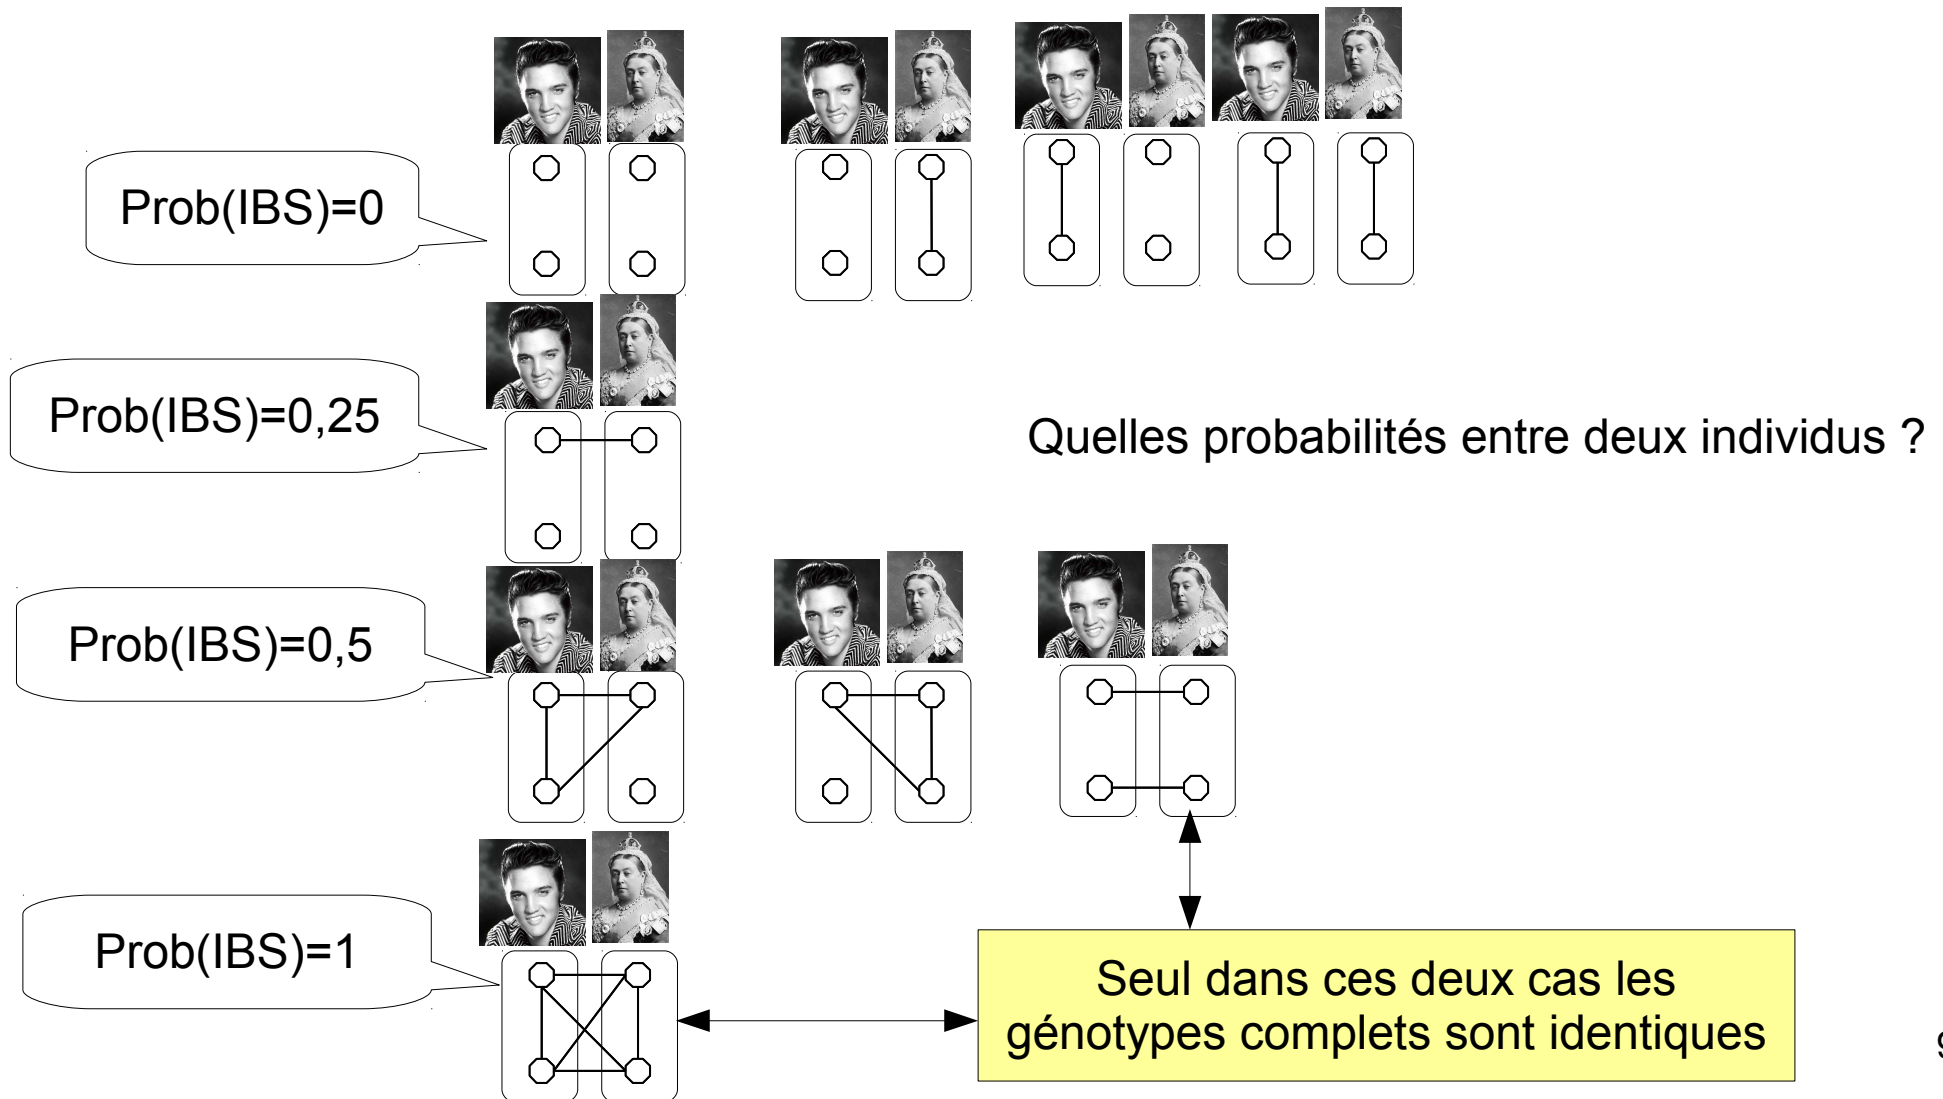 Prob(IBS)=0
Prob(IBS)=0,25
Quelles probabilités entre deux individus ?
Prob(IBS)=0,5
Prob(IBS)=1
Seul dans ces deux cas les
génotypes complets sont identiques